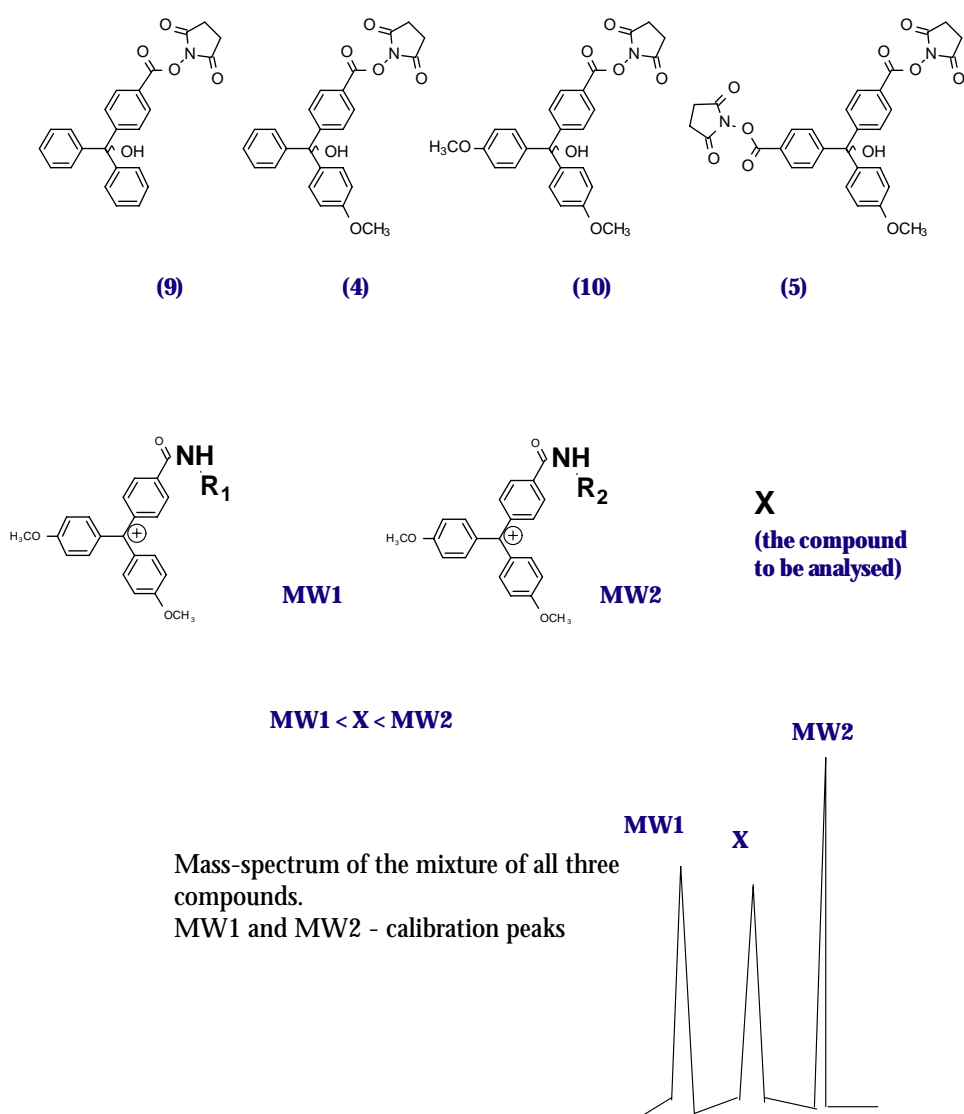 O
O
N
O
O
OH
O
O
N
O
O
OH
OCH3
O
O
N
O
O
H3CO
OH
OCH3
O
O
N
O
O
O
N
O
O
O
OH
OCH3
(9)
(4)
(10)
(5)
O
NH
R1
H3CO
+
OCH3
MW1
O
NH
R2
H3CO
+
OCH3
MW2
X
(the compound
to be analysed)
MW1 < X < MW2
MW2
MW1
X
Mass-spectrum of the mixture of all three
compounds.
MW1 and MW2 - calibration peaks